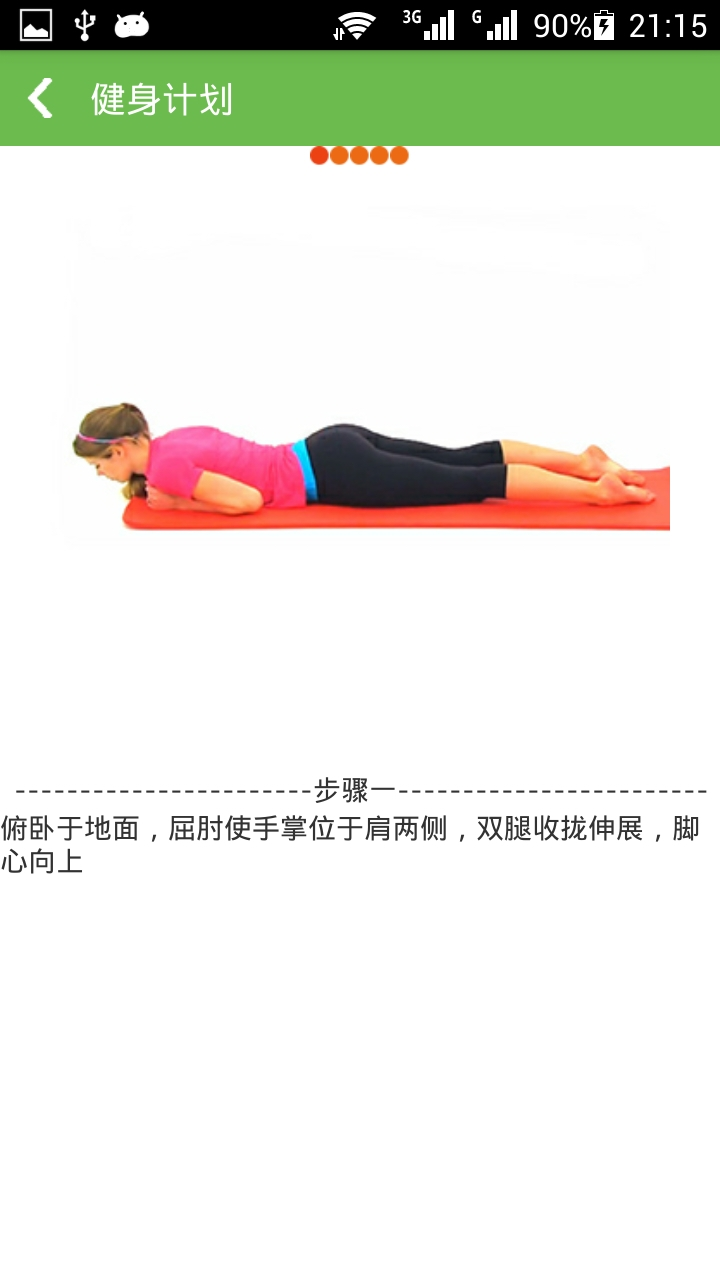 3G G 90% 21:15
健身计划
-----------------------步骤一------------------------
俯卧于地面，屈肘使手掌位于肩两侧，双腿收拢伸展，脚
心向上